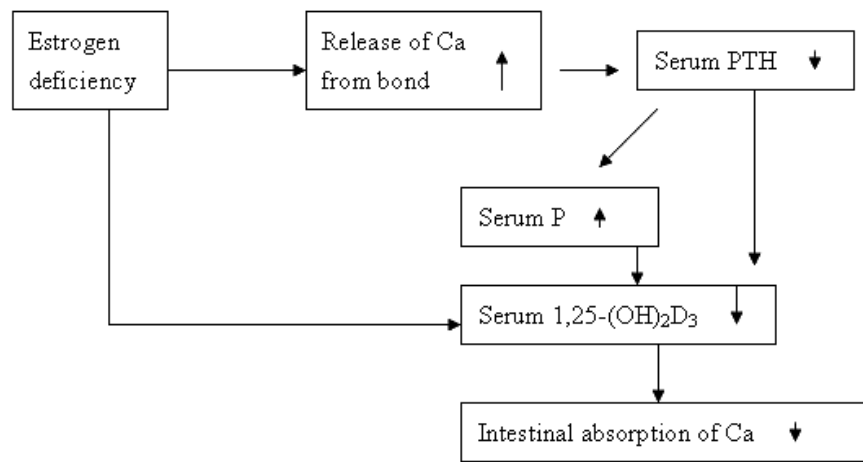 Estrogen
deficiency
Release of Ca
from bond
Serum PTH
Serum P
Serum 1,25-(OH)₂D₃
Intestinal absorption of Ca